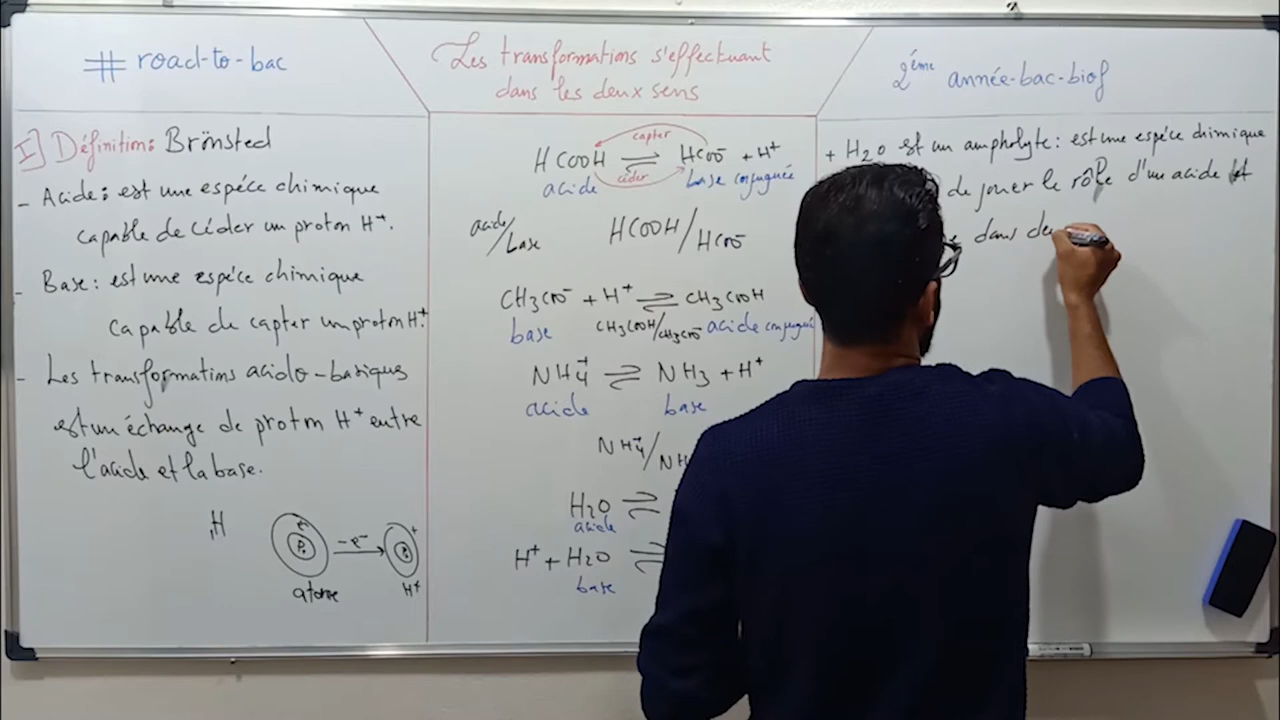 # road-to-bac
Les transformations s'effectuant
dans les deux sens
2ème année-bac-biof
I] Définition: Brönsted
- Acide: est une espéce chimique
capable de céder un proton H⁺.
- Base: est une espéce chimique
capable de capter un proton H⁺.
- Les transformations acido-basiques
est un échange de proton H⁺ entre
l'acide et la base.
₁H
P
e⁻
-e⁻
P
+
atome
H⁺
capter
HCOOH ⇌ HCOO⁻ + H⁺
céder
acide
base conjuguée
acide/base
HCOOH/HCOO⁻
CH3COO⁻ + H⁺ ⇌ CH3COOH
base
CH3COOH/CH3COO⁻
acide conjugué
NH4⁺ ⇌ NH3 + H⁺
acide
base
NH4⁺/NH
H2O ⇌
acide
H⁺ + H2O ⇌
base
+ H2O est un ampholyte: est une espéce chimique
de jouer le rôle d'un acide et
dans de